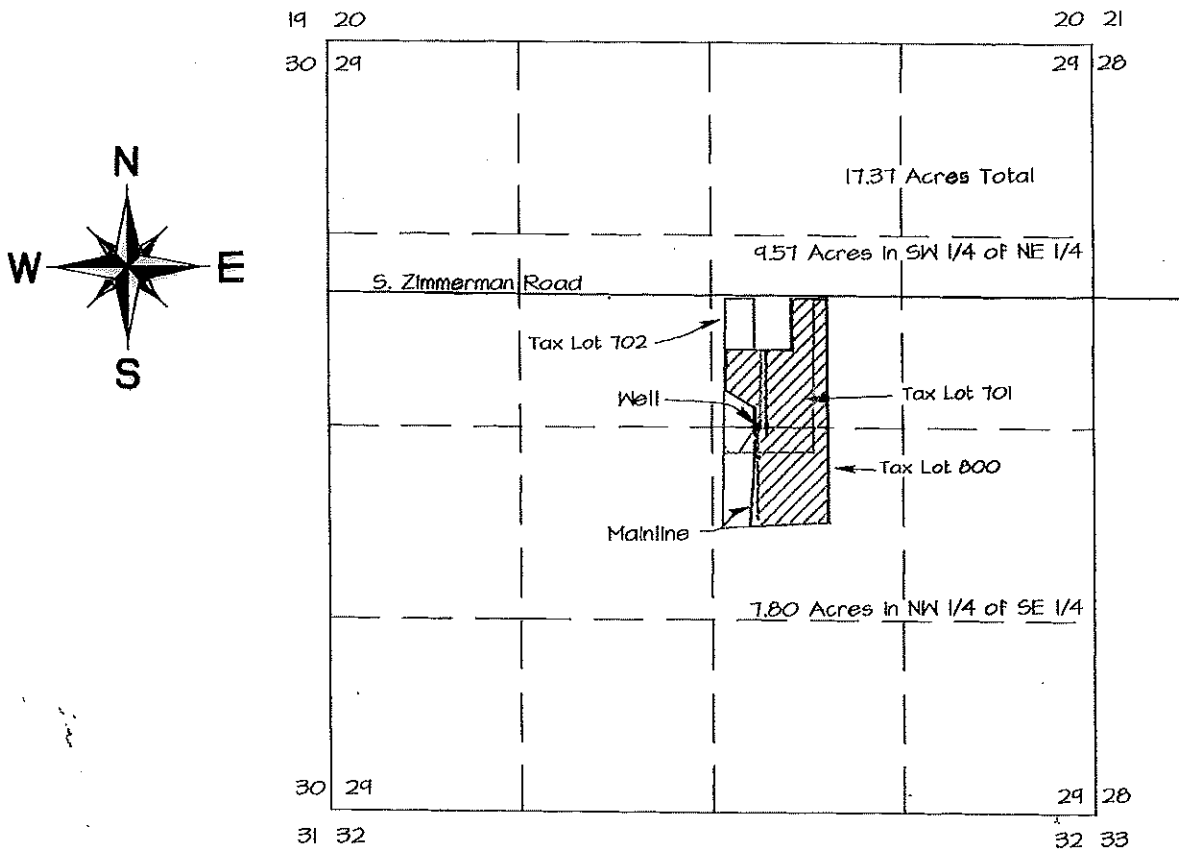 19 20
20 21
30 29
29 28
N
W E
S
17.37 Acres Total
9.57 Acres in SW 1/4 of NE 1/4
S. Zimmerman Road
Tax Lot 702
Well
Tax Lot 701
Tax Lot 800
Mainline
7.80 Acres in NW 1/4 of SE 1/4
30 29
29 28
31 32
32 33